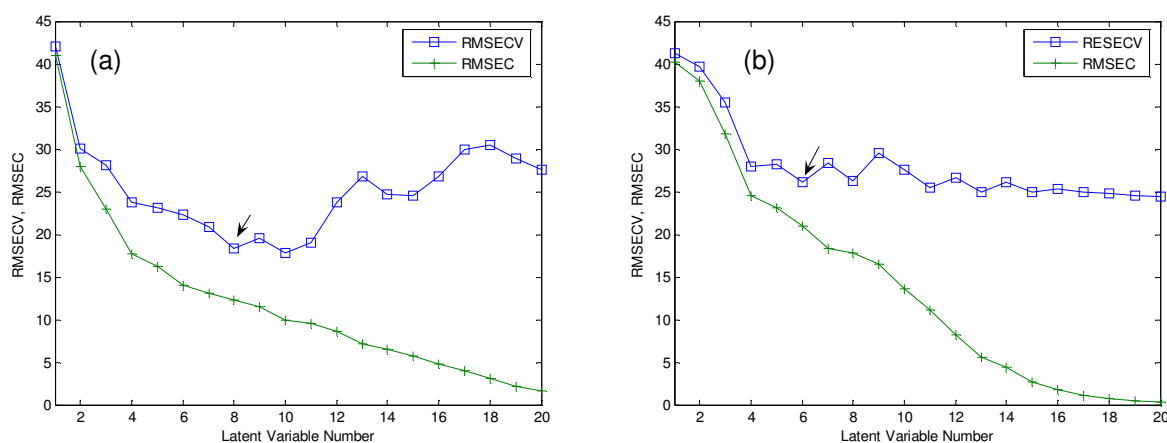 (a)
RMSECV
RMSEC
45
40
35
30
25
20
15
10
5
0
RMSECV, RMSEC
2 4 6 8 10 12 14 16 18 20
Latent Variable Number
(b)
RESECV
RMSEC
45
40
35
30
25
20
15
10
5
0
RMSECV, RMSEC
2 4 6 8 10 12 14 16 18 20
Latent Variable Number